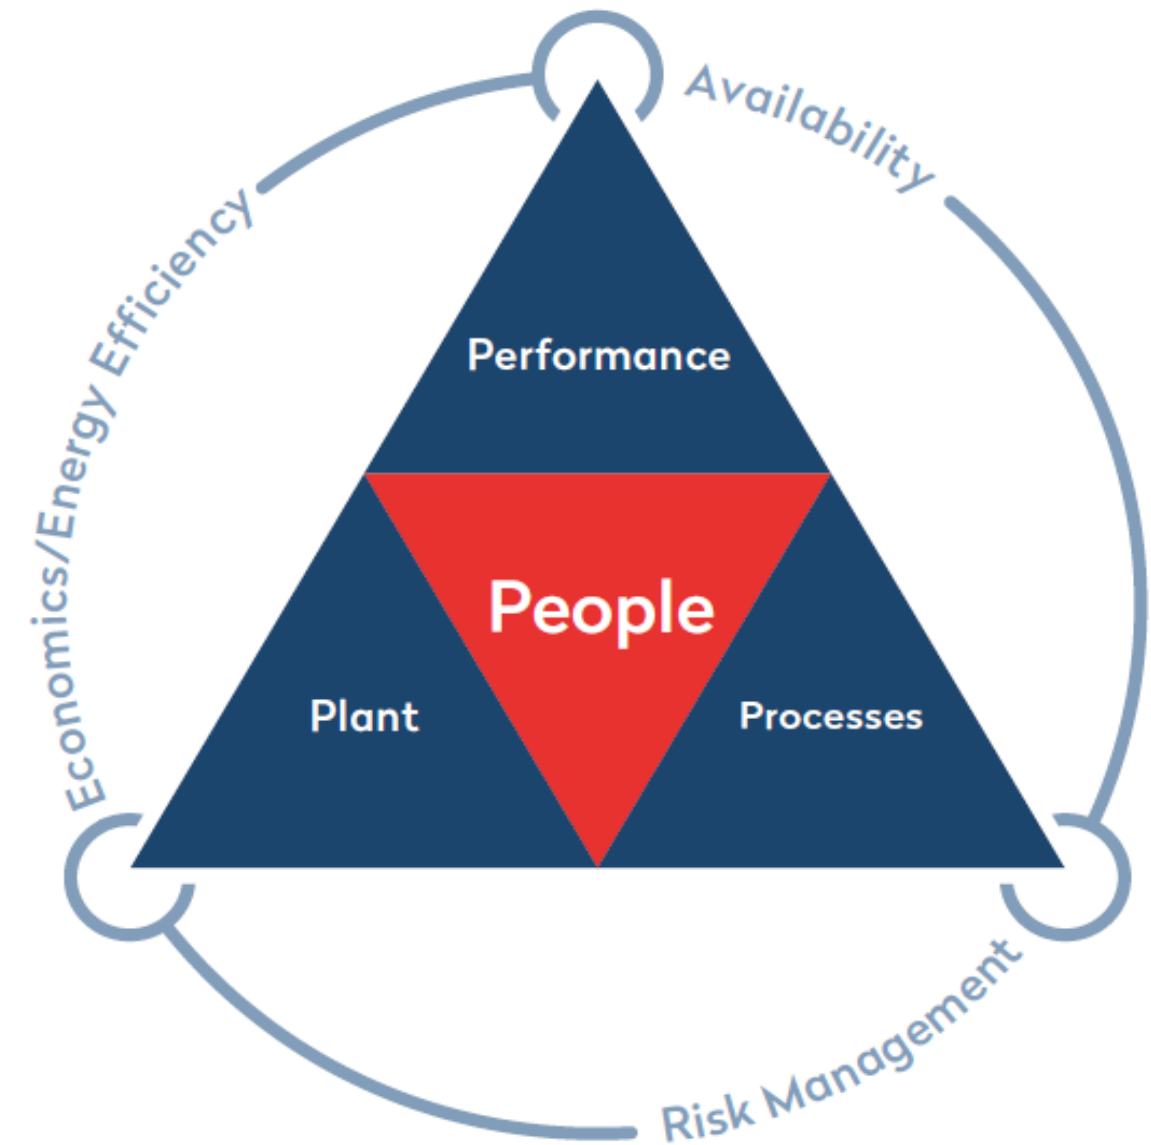 Availability
Economics/Energy Efficiency
Performance
People
Plant
Processes
Risk Management